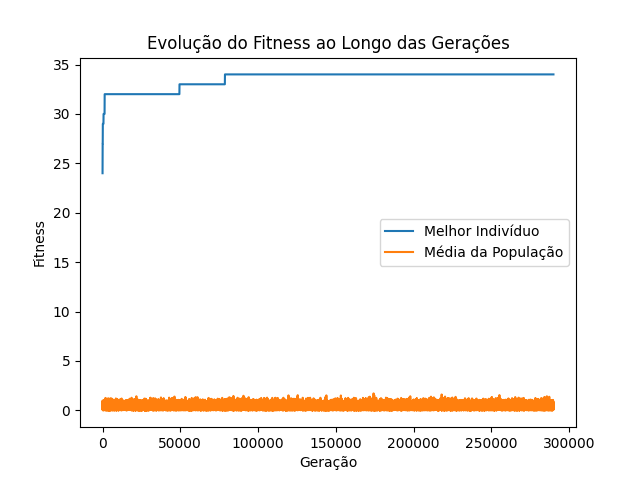 Evolução do Fitness ao Longo das Gerações
35
30
25
20
15
10
5
0
Fitness
Melhor Indivíduo
Média da População
0 50000 100000 150000 200000 250000 300000
Geração